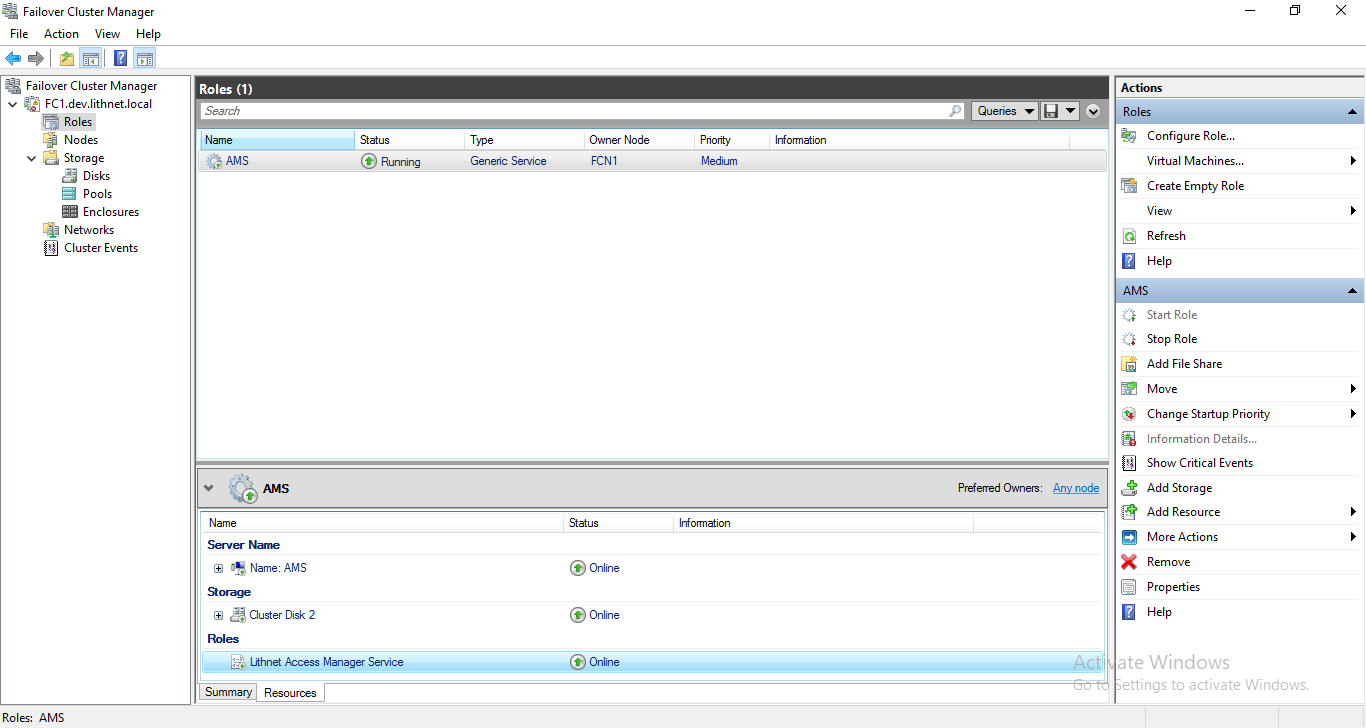 Failover Cluster Manager
File Action View Help
Failover Cluster Manager
FC1.dev.lithnet.local
Roles
Nodes
Storage
Disks
Pools
Enclosures
Networks
Cluster Events
Roles (1)
Search
Queries
Name Status Type Owner Node Priority Information
AMS Running Generic Service FCN1 Medium
AMS
Preferred Owners: Any node
Name Status Information
Server Name
Name: AMS Online
Storage
Cluster Disk 2 Online
Roles
Lithnet Access Manager Service Online
Summary Resources
Actions
Roles
Configure Role...
Virtual Machines...
Create Empty Role
View
Refresh
Help
AMS
Start Role
Stop Role
Add File Share
Move
Change Startup Priority
Information Details...
Show Critical Events
Add Storage
Add Resource
More Actions
Remove
Properties
Help
Activate Windows
Go to Settings to activate Windows.
Roles: AMS